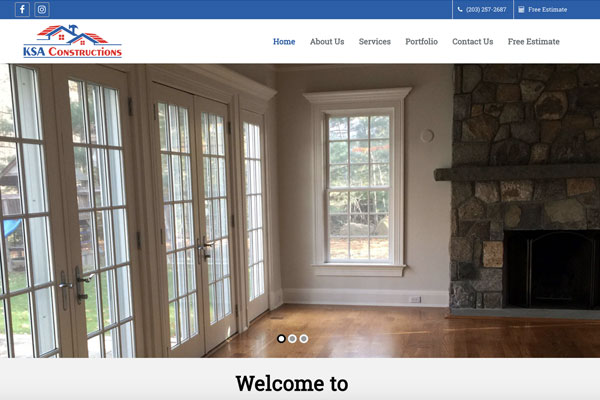 (203) 257-2687 Free Estimate
KSA CONSTRUCTIONS
Home About Us Services Portfolio Contact Us Free Estimate
Welcome to